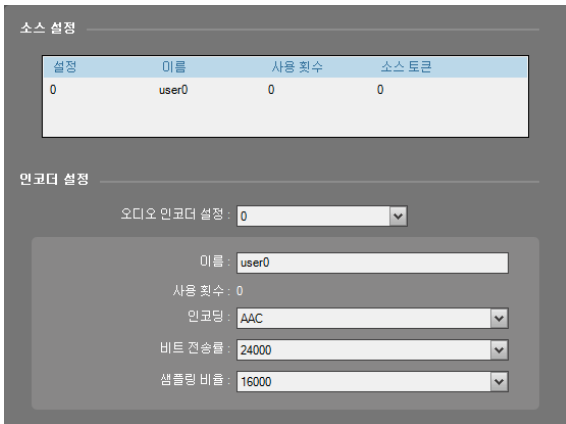 소스 설정
설정 이름 사용 횟수 소스 토큰
0 user0 0 0
인코더 설정
오디오 인코더 설정 : 0
이름 : user0
사용 횟수 : 0
인코딩 : AAC
비트 전송률 : 24000
샘플링 비율 : 16000